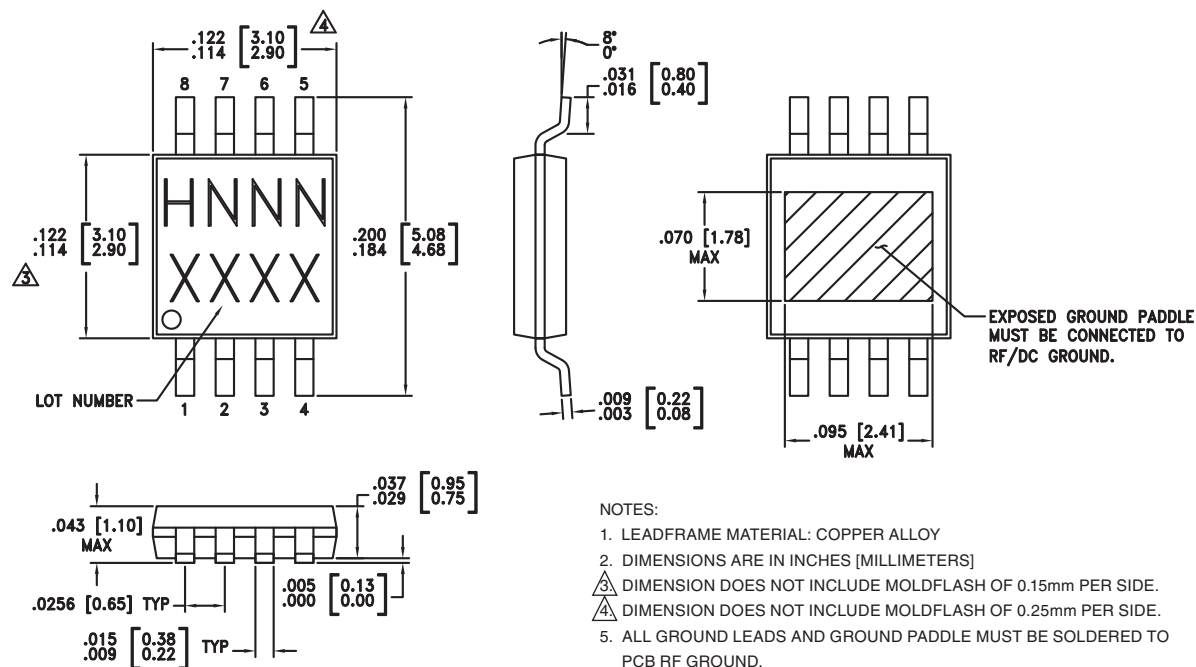 .122 [3.10]
.114 [2.90]
4
8 7 6 5
HNNN
XXXX
.122 [3.10]
.114 [2.90]
3
.200 [5.08]
.184 [4.68]
LOT NUMBER
1 2 3 4
8°
0°
.031 [0.80]
.016 [0.40]
.009 [0.22]
.003 [0.08]
.070 [1.78]
MAX
EXPOSED GROUND PADDLE
MUST BE CONNECTED TO
RF/DC GROUND.
.095 [2.41]
MAX
.037 [0.95]
.029 [0.75]
.043 [1.10]
MAX
.005 [0.13]
.000 [0.00]
.0256 [0.65] TYP
.015 [0.38]
.009 [0.22] TYP
NOTES:
1. LEADFRAME MATERIAL: COPPER ALLOY
2. DIMENSIONS ARE IN INCHES [MILLIMETERS]
3. DIMENSION DOES NOT INCLUDE MOLDFLASH OF 0.15mm PER SIDE.
4. DIMENSION DOES NOT INCLUDE MOLDFLASH OF 0.25mm PER SIDE.
5. ALL GROUND LEADS AND GROUND PADDLE MUST BE SOLDERED TO
PCB RF GROUND.